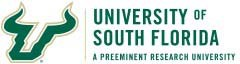 UNIVERSITY OF
SOUTH FLORIDA
A PREEMINENT RESEARCH UNIVERSITY